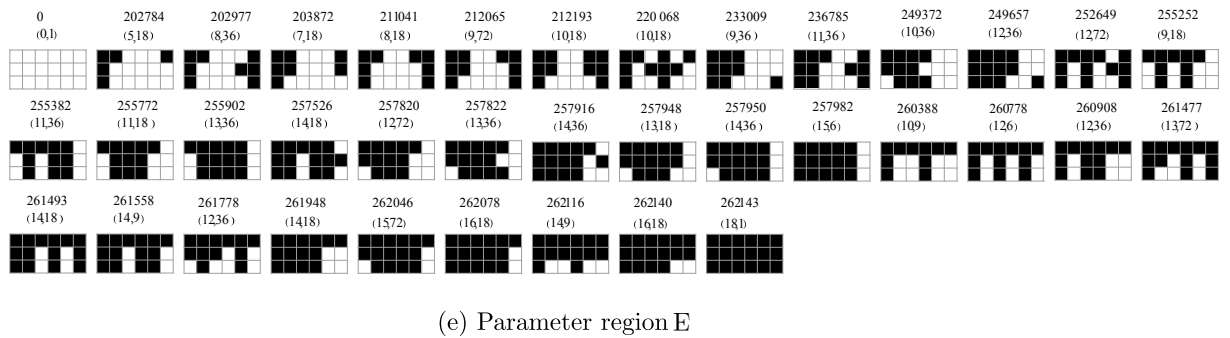 0 202784 202977 203872 211041 212065 212193 220 068 233009 236785 249372 249657 252649 255252
(0,1) (5,18) (8,36) (7,18) (8,18) (9,72) (10,18) (10,18) (9,36) (11,36) (10,36) (12,36) (12,72) (9,18)
255382 255772 255902 257526 257820 257822 257916 257948 257950 257982 260388 260778 260908 261477
(11,36) (11,18) (13,36) (14,18) (12,72) (13,36) (14,36) (13,18) (14,36) (15,6) (10,9) (12,6) (12,36) (13,72)
261493 261558 261778 261948 262046 262078 262116 262140 262143
(14,18) (14,9) (12,36) (14,18) (15,72) (16,18) (14,9) (16,18) (18,1)
(e) Parameter region E